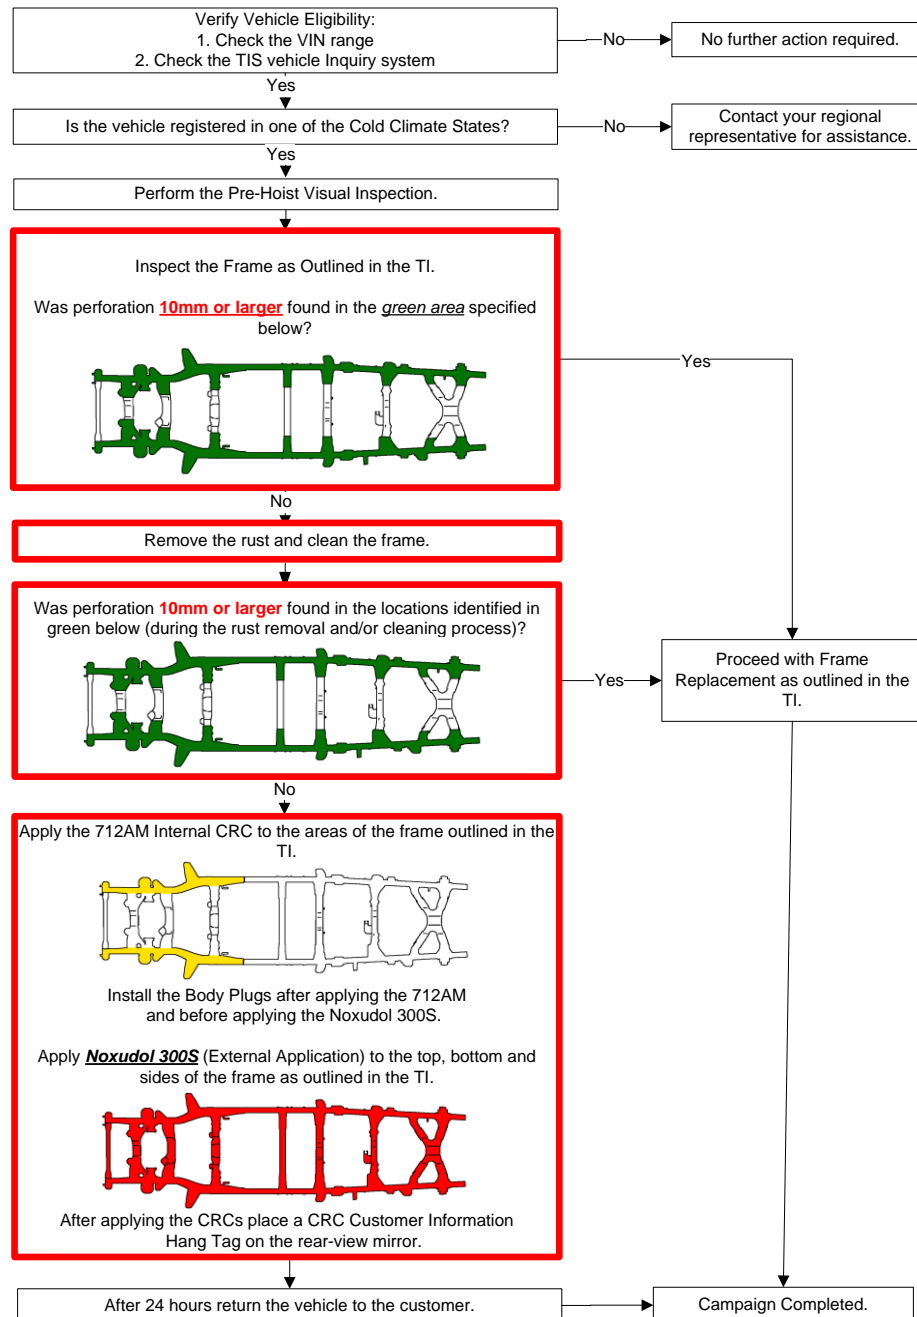 Verify Vehicle Eligibility:
1. Check the VIN range
2. Check the TIS vehicle Inquiry system
No
No further action required.
Yes
Is the vehicle registered in one of the Cold Climate States?
No
Contact your regional
representative for assistance.
Yes
Perform the Pre-Hoist Visual Inspection.
Inspect the Frame as Outlined in the TI.
Was perforation 10mm or larger found in the green area specified
below?
Yes
No
Remove the rust and clean the frame.
Was perforation 10mm or larger found in the locations identified in
green below (during the rust removal and/or cleaning process)?
Yes
Proceed with Frame
Replacement as outlined in the
TI.
No
Apply the 712AM Internal CRC to the areas of the frame outlined in the
TI.
Install the Body Plugs after applying the 712AM
and before applying the Noxudol 300S.
Apply Noxudol 300S (External Application) to the top, bottom and
sides of the frame as outlined in the TI.
After applying the CRCs place a CRC Customer Information
Hang Tag on the rear-view mirror.
After 24 hours return the vehicle to the customer.
Campaign Completed.